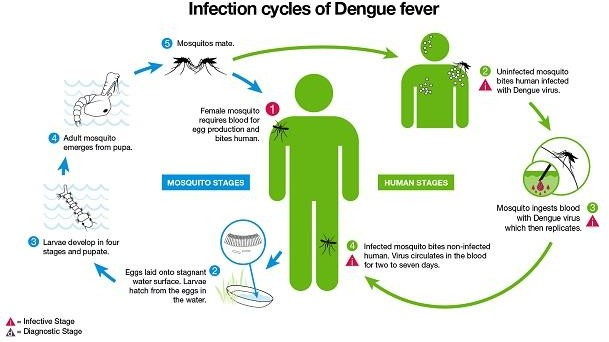 Infection cycles of Dengue fever
5 Mosquitos mate.
2 Uninfected mosquito
bites human infected
i with Dengue virus.
1
Female mosquito
requires blood for
egg production and
bites human.
4 Adult mosquito
emerges from pupa.
MOSQUITO STAGES
HUMAN STAGES
Mosquito ingests blood 3
with Dengue virus i
which then replicates.
3 Larvae develop in four
stages and pupate.
4 Infected mosquito bites non-infected
i human. Virus circulates in the blood
for two to seven days.
Eggs laid onto stagnant 2
water surface. Larvae
hatch from the eggs in
the water. d
i = Infective Stage
d = Diagnostic Stage